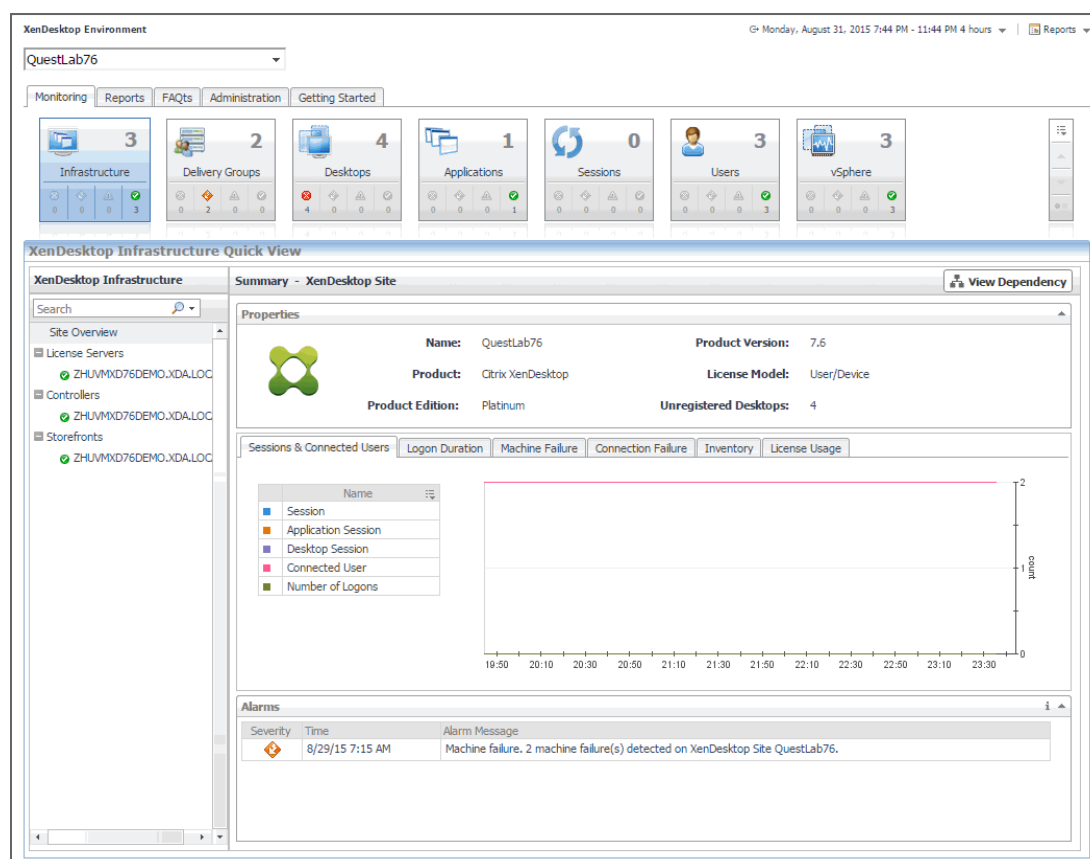 XenDesktop Environment
Monday, August 31, 2015 7:44 PM - 11:44 PM 4 hours | Reports
QuestLab76
Monitoring Reports FAQts Administration Getting Started
3 2 4 1 0 3 3
Infrastructure Delivery Groups Desktops Applications Sessions Users vSphere
0 0 0 3 0 2 0 0 4 0 0 0 0 0 0 1 0 0 0 0 0 0 0 3 0 0 0 3
XenDesktop Infrastructure Quick View
XenDesktop Infrastructure
Search
Site Overview
License Servers
ZHUVMXD76DEMO.XDA.LOC
Controllers
ZHUVMXD76DEMO.XDA.LOC
Storefronts
ZHUVMXD76DEMO.XDA.LOC
Summary - XenDesktop Site View Dependency
Properties
Name: QuestLab76 Product Version: 7.6
Product: Citrix XenDesktop License Model: User/Device
Product Edition: Platinum Unregistered Desktops: 4
Sessions & Connected Users Logon Duration Machine Failure Connection Failure Inventory License Usage
Name
Session
Application Session
Desktop Session
Connected User
Number of Logons
2
1
0
count
19:50 20:10 20:30 20:50 21:10 21:30 21:50 22:10 22:30 22:50 23:10 23:30
Alarms i
Severity Time Alarm Message
8/29/15 7:15 AM Machine failure. 2 machine failure(s) detected on XenDesktop Site QuestLab76.